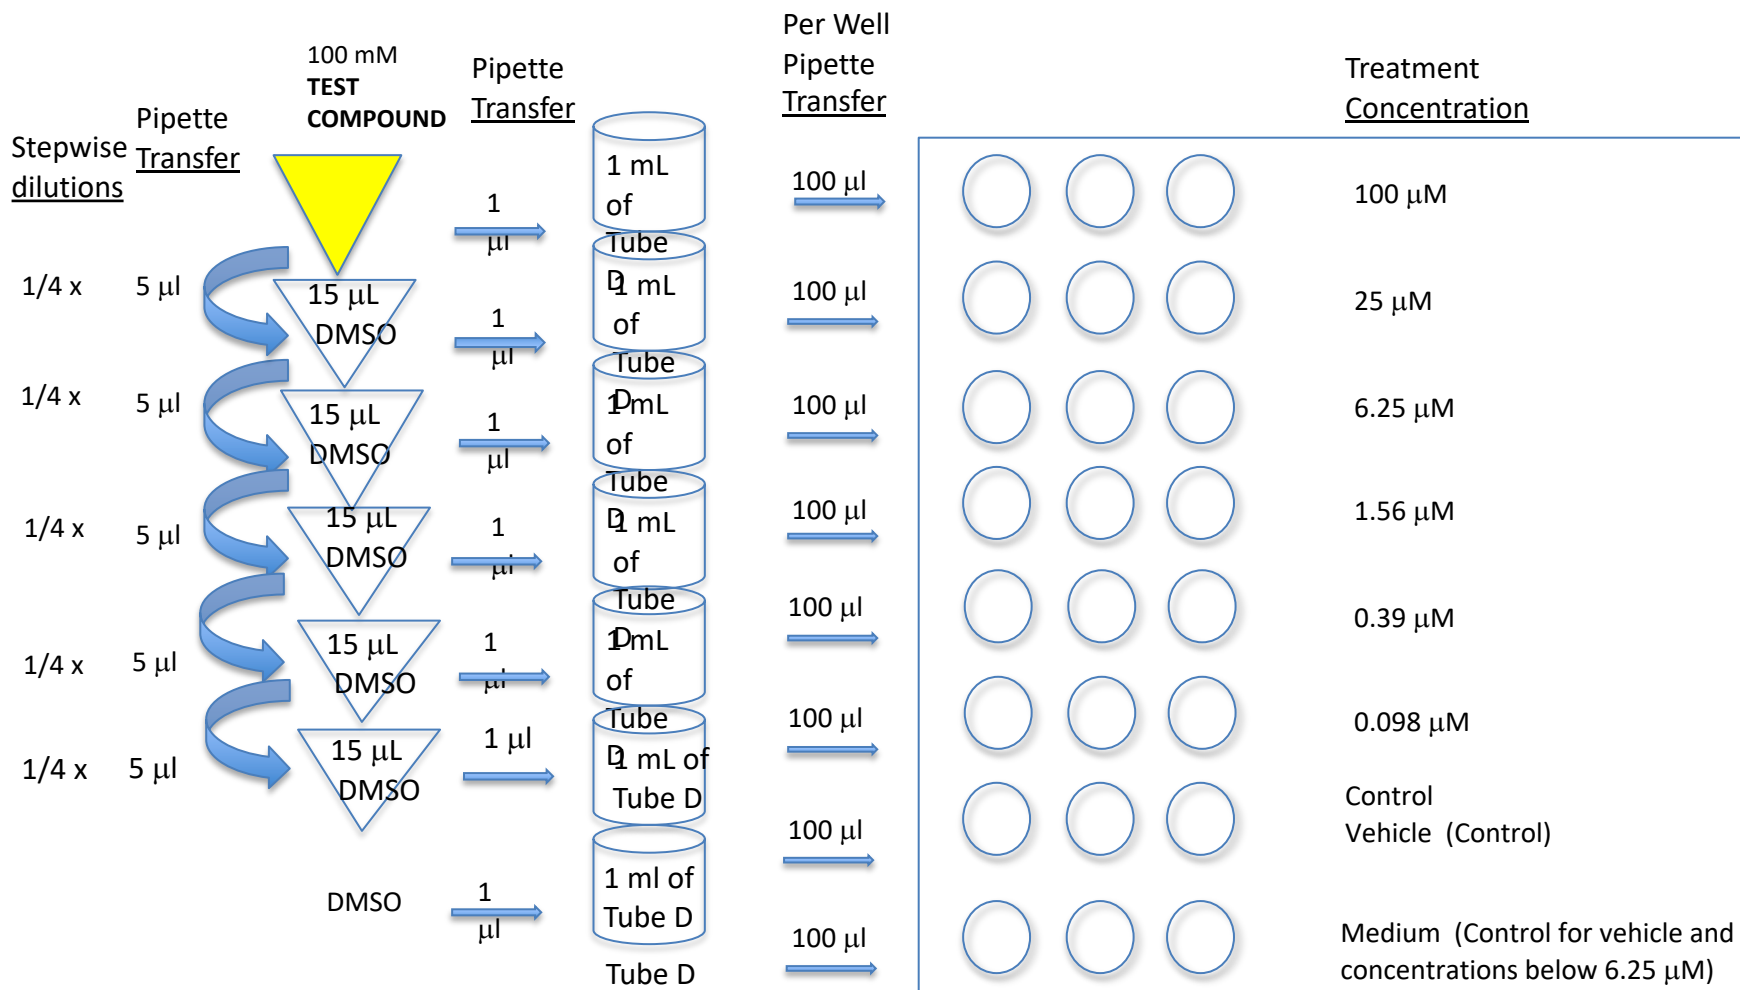 Per Well
Pipette
Transfer
100 mM
TEST
COMPOUND
Pipette
Transfer
Treatment
Concentration
Stepwise
dilutions
Pipette
Transfer
1 mL
of
Tube
D
1
µl
100 µl
100 µM
1/4 x
5 µl
15 µL
DMSO
1
µl
1 mL
of
Tube
D
100 µl
25 µM
1/4 x
5 µl
15 µL
DMSO
1
µl
1 mL
of
Tube
D
100 µl
6.25 µM
1/4 x
5 µl
15 µL
DMSO
1
µl
1 mL
of
Tube
D
100 µl
1.56 µM
1/4 x
5 µl
15 µL
DMSO
1
µl
1 mL
of
Tube
D
100 µl
0.39 µM
1/4 x
5 µl
15 µL
DMSO
1 µl
1 mL of
Tube D
100 µl
0.098 µM
DMSO
1
µl
1 ml of
Tube D
100 µl
Control
Vehicle (Control)
Tube D
100 µl
Medium (Control for vehicle and
concentrations below 6.25 µM)